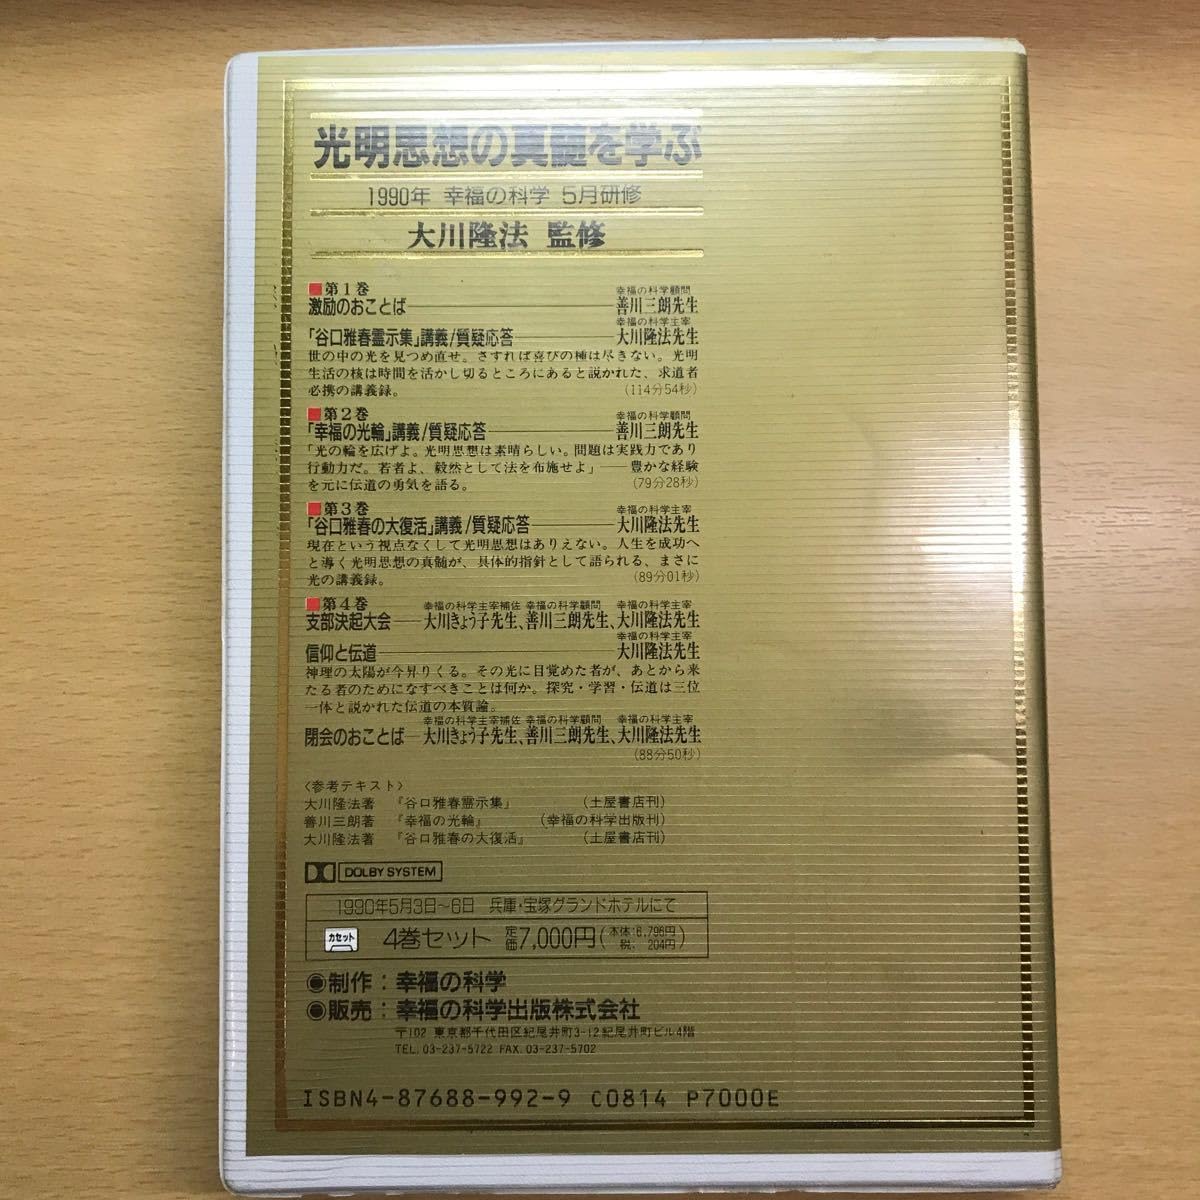 光明思想の真髄を学ぶ
1990年 幸福の科学 5月研修
大川隆法 監修
■第1巻
幸福の科学顧問
激励のおことば――善川三朗先生
幸福の科学主宰
「谷口雅春霊示集」講義/質疑応答――大川隆法先生
世の中の光を見つめ直せ。さすれば喜びの種は尽きない。光明
生活の核は時間を活かし切るところにあると説かれた、求道者
必携の講義録。(114分54秒)
■第2巻
幸福の科学顧問
「幸福の光輪」講義/質疑応答――善川三朗先生
「光の輪を広げよ。光明思想は素晴らしい。問題は実践力であり
行動力だ。若者よ、毅然として法を布施せよ」――豊かな経験
を元に伝道の勇気を語る。(79分28秒)
■第3巻
幸福の科学主宰
「谷口雅春の大復活」講義/質疑応答――大川隆法先生
現在という視点なくして光明思想はありえない。人生を成功へ
と導く光明思想の真髄が、具体的指針として語られる、まさに
光の講義録。(89分01秒)
■第4巻
幸福の科学主宰補佐 幸福の科学顧問 幸福の科学主宰
支部決起大会――大川きょう子先生、善川三朗先生、大川隆法先生
幸福の科学主宰
信仰と伝道――大川隆法先生
神理の太陽が今昇りくる。その光に目覚めた者が、あとから来
たる者のためになすべきことは何か。探究・学習・伝道は三位
一体と説かれた伝道の本質論。
幸福の科学主宰補佐 幸福の科学顧問 幸福の科学主宰
閉会のおことば――大川きょう子先生、善川三朗先生、大川隆法先生
(88分50秒)
〈参考テキスト〉
大川隆法著 『谷口雅春霊示集』 (土屋書店刊)
善川三朗著 『幸福の光輪』 (幸福の科学出版刊)
大川隆法著 『谷口雅春の大復活』 (土屋書店刊)
DOLBY SYSTEM
1990年5月3日～6日 兵庫・宝塚グランドホテルにて
カセット 4巻セット 定価7,000円(本体:6,796円 税:204円)
◉制作：幸福の科学
◉販売：幸福の科学出版株式会社
〒102 東京都千代田区紀尾井町3-12紀尾井町ビル4階
TEL.03-237-5722 FAX.03-237-5702
ISBN4-87688-992-9 C0814 P7000E